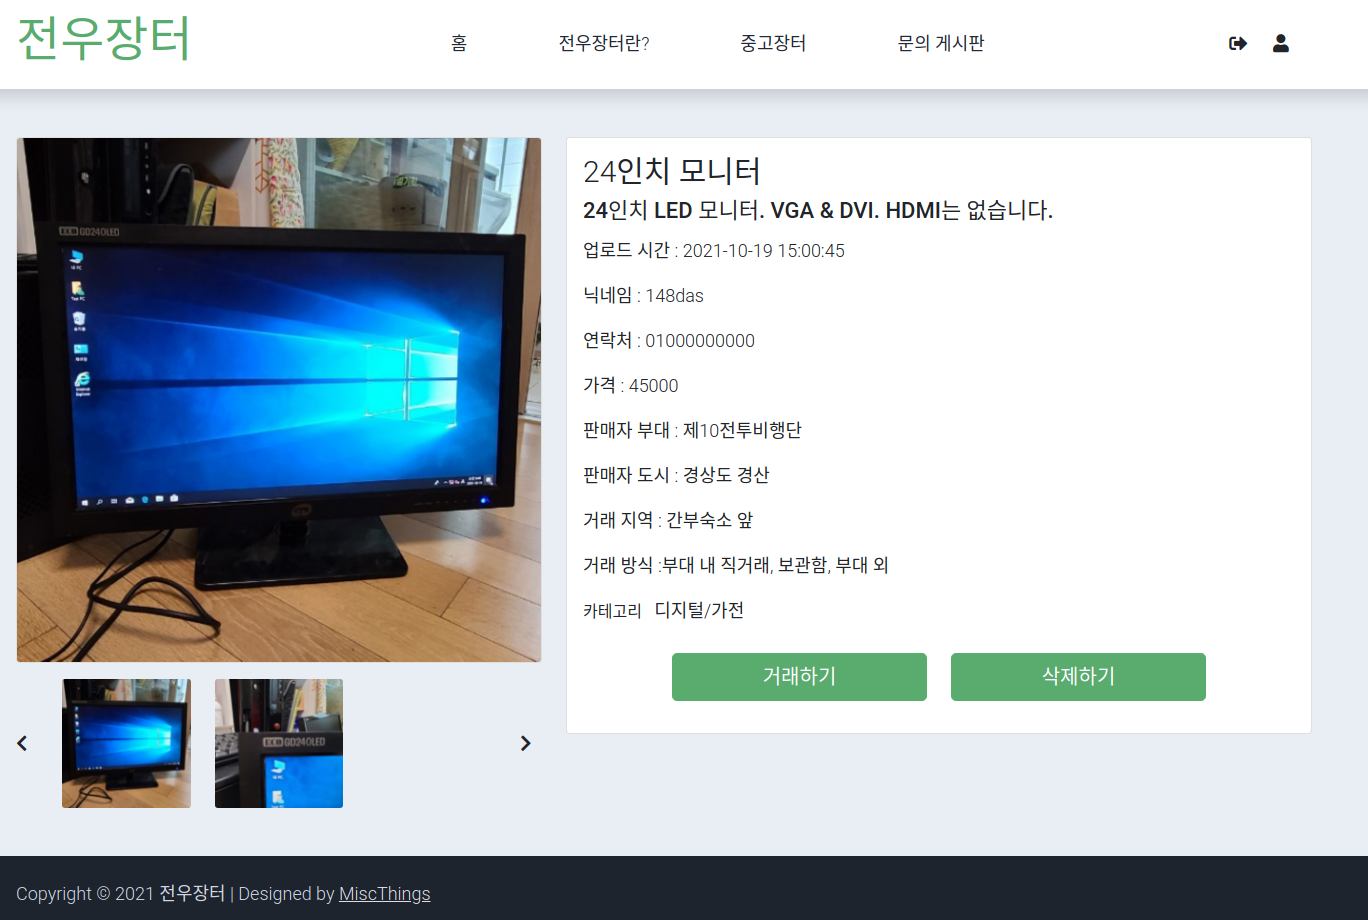 전우장터
홈 전우장터란? 중고장터 문의 게시판
GD240LED
24인치 모니터
24인치 LED 모니터. VGA & DVI. HDMI는 없습니다.
업로드 시간 : 2021-10-19 15:00:45
닉네임 : 148das
연락처 : 01000000000
가격 : 45000
판매자 부대 : 제10전투비행단
판매자 도시 : 경상도 경산
거래 지역 : 간부숙소 앞
거래 방식 :부대 내 직거래, 보관함, 부대 외
카테고리 디지털/가전
거래하기 삭제하기
GD240LED
Copyright © 2021 전우장터 | Designed by MiscThings